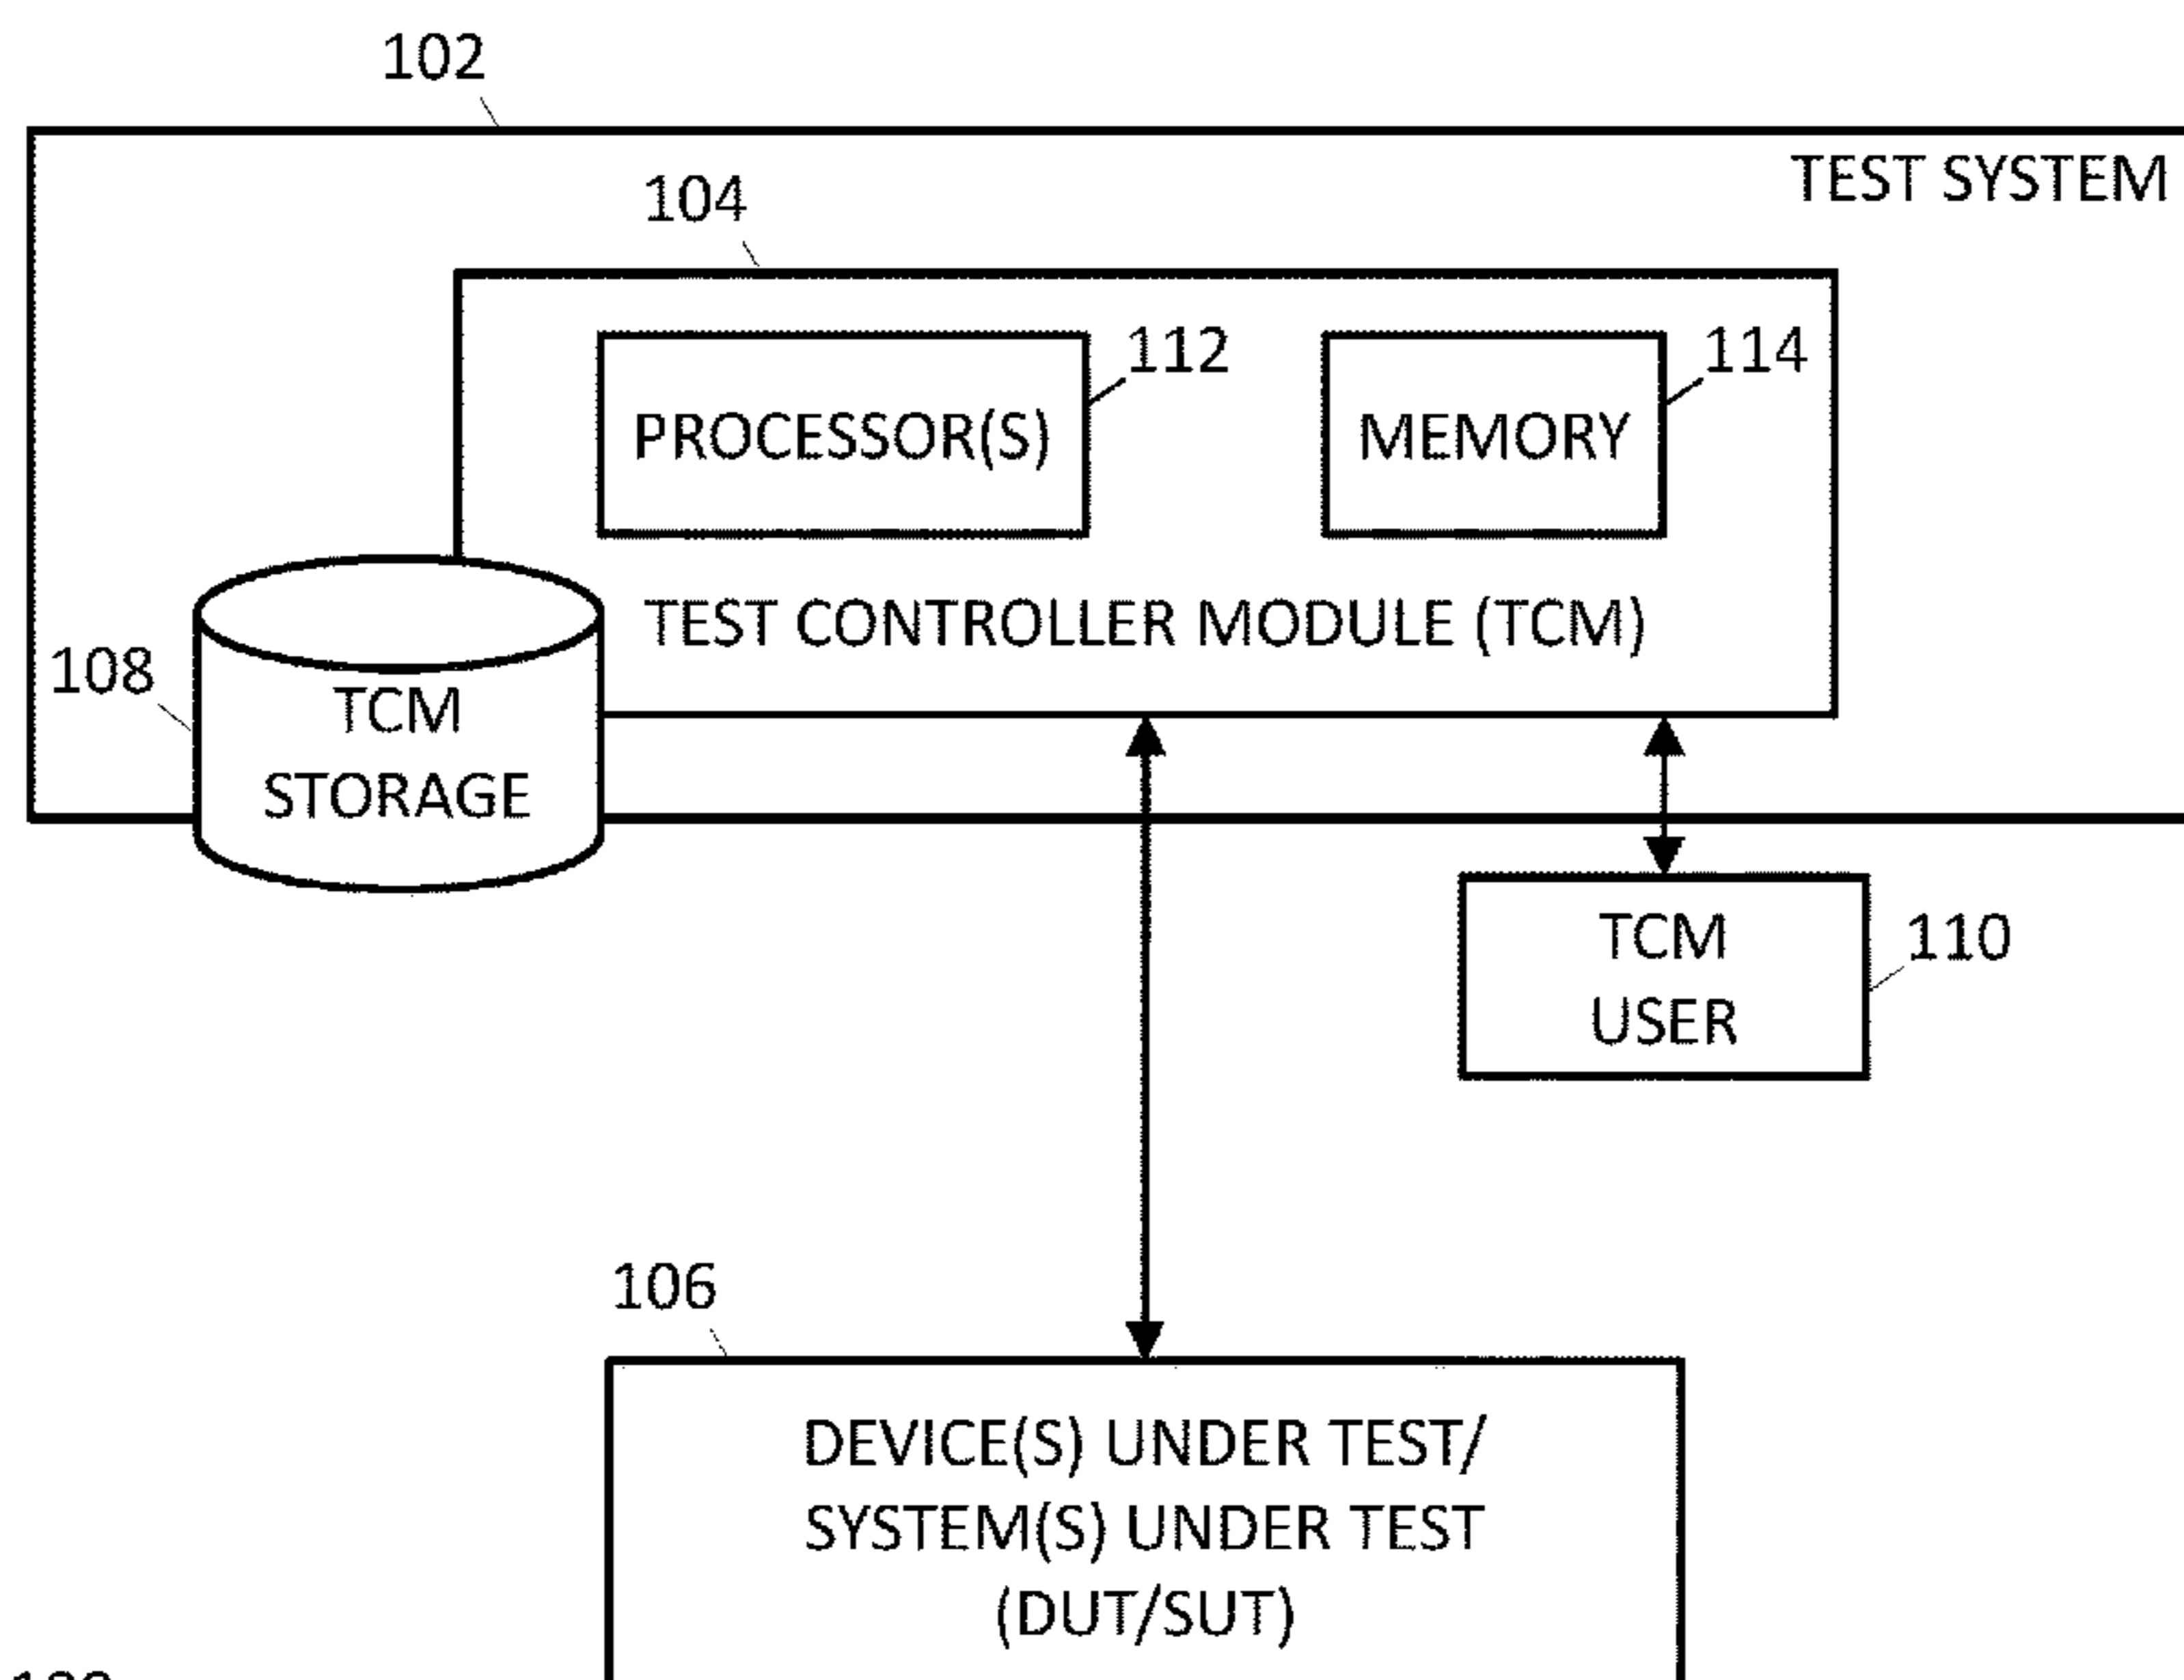 102
TEST SYSTEM
104
112
114
PROCESSOR(S)
MEMORY
TEST CONTROLLER MODULE (TCM)
108
TCM
STORAGE
TCM
USER
110
106
DEVICE(S) UNDER TEST/
SYSTEM(S) UNDER TEST
(DUT/SUT)